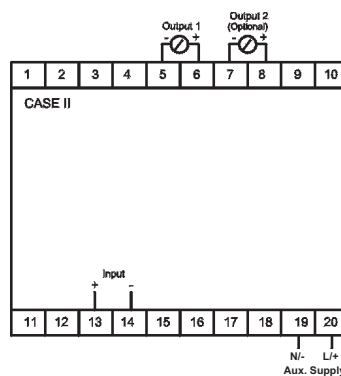 Output 1
Output 2
(Optional)
- + - +
1 2 3 4 5 6 7 8 9 10
CASE II
Input
+ -
11 12 13 14 15 16 17 18 19 20
N/- L/+
Aux. Supply